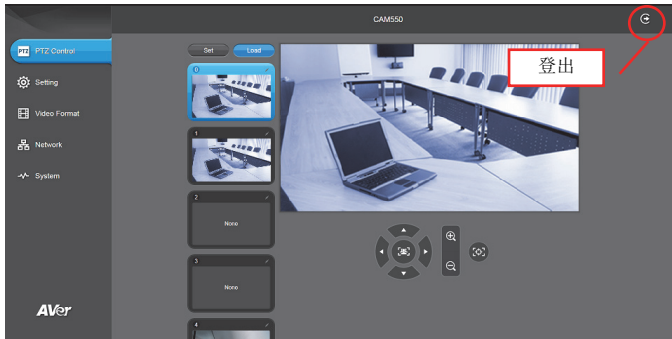 CAM550
PTZ PTZ Control
Setting
Video Format
Network
System
AVer
Set Load
0
1
2
None
3
None
4
登出